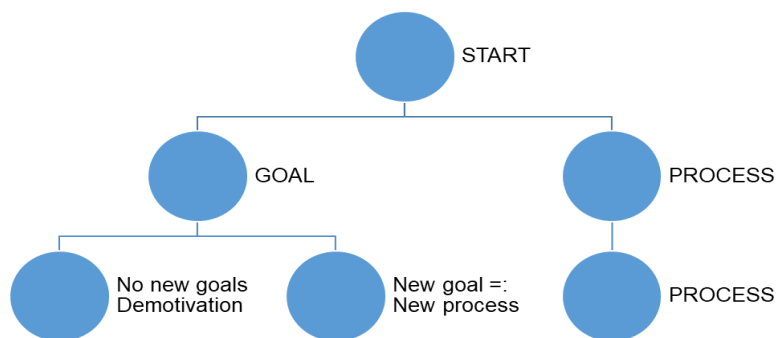 START
GOAL
PROCESS
No new goals
Demotivation
New goal =:
New process
PROCESS